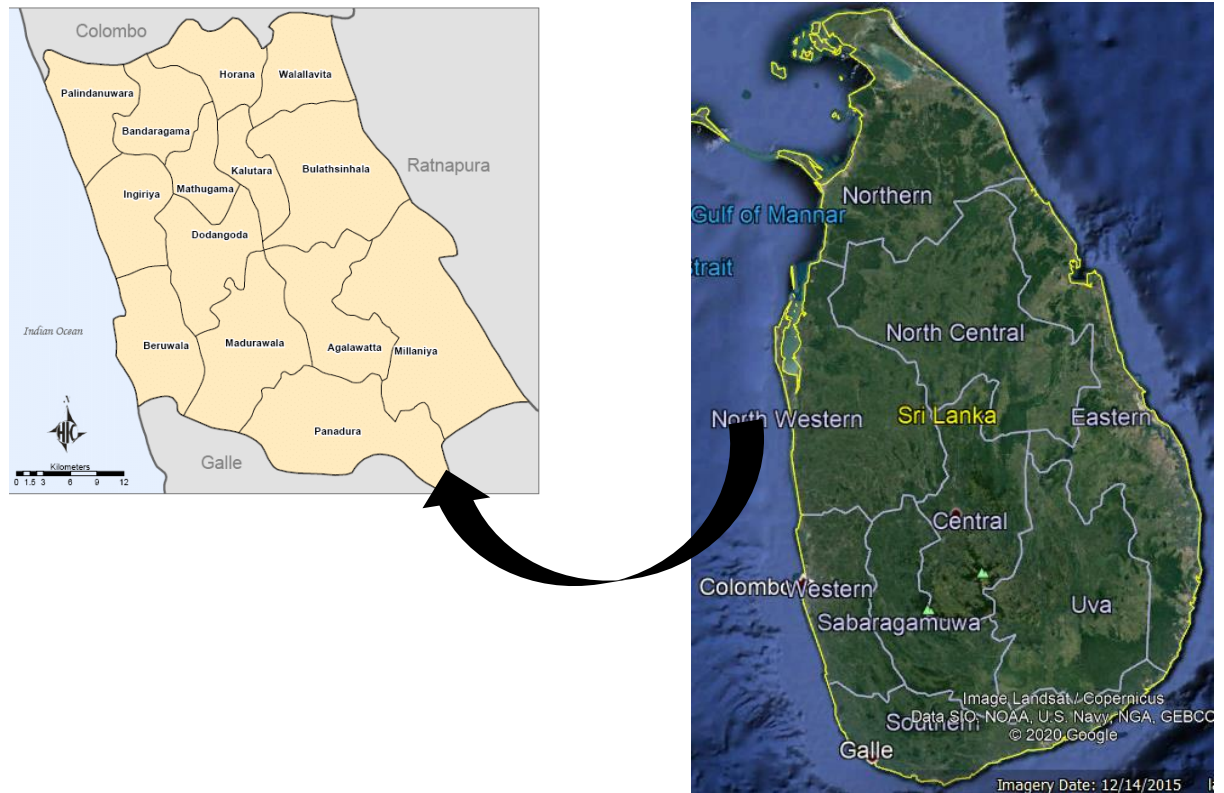 Colombo
Horana
Walallavita
Palindanuwara
Bandaragama
Ratnapura
Kalutara
Bulathsinhala
Mathugama
Ingiriya
Dodangoda
Indian Ocean
Beruwala
Madurawala
Agalawatta
Millaniya
Panadura
Galle
N
HIC
Kilometers
0 1.5 3 6 9 12
Northern
Gulf of Mannar
trait
North Central
North Western
Sri Lanka
Eastern
Central
Colombo
Western
Uva
Sabaragamuwa
Image Landsat / Copernicus
Southern
Data SIO, NOAA, U.S. Navy, NGA, GEBCO
© 2020 Google
Galle
Imagery Date: 12/14/2015
la